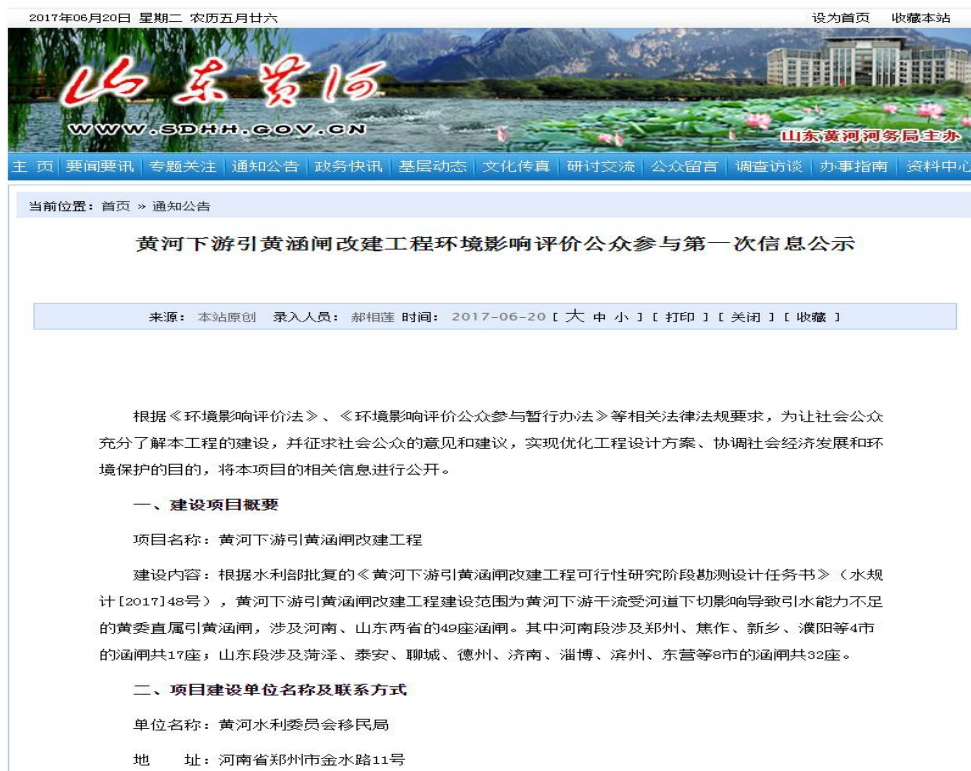 2017年06月20日 星期二 农历五月廿六 设为首页 收藏本站
山东黄河
WWW.SDHH.GOV.CN
山东黄河河务局主办
主 页 要闻要讯 专题关注 通知公告 政务快讯 基层动态 文化传真 研讨交流 公众留言 调查访谈 办事指南 资料中心
当前位置：首页 » 通知公告
黄河下游引黄涵闸改建工程环境影响评价公众参与第一次信息公示
来源： 本站原创 录入人员： 郝相莲 时间： 2017-06-20 [ 大 中 小 ] [ 打印 ] [ 关闭 ] [ 收藏 ]
根据《环境影响评价法》、《环境影响评价公众参与暂行办法》等相关法律法规要求，为让社会公众
充分了解本工程的建设，并征求社会公众的意见和建议，实现优化工程设计方案、协调社会经济发展和环
境保护的目的，将本项目的相关信息进行公开。
一、建设项目概要
项目名称：黄河下游引黄涵闸改建工程
建设内容：根据水利部批复的《黄河下游引黄涵闸改建工程可行性研究阶段勘测设计任务书》（水规
计[2017]48号），黄河下游引黄涵闸改建工程建设范围为黄河下游干流受河道下切影响导致引水能力不足
的黄委直属引黄涵闸，涉及河南、山东两省的49座涵闸。其中河南段涉及郑州、焦作、新乡、濮阳等4市
的涵闸共17座；山东段涉及菏泽、泰安、聊城、德州、济南、淄博、滨州、东营等8市的涵闸共32座。
二、项目建设单位名称及联系方式
单位名称：黄河水利委员会移民局
地　　址：河南省郑州市金水路11号